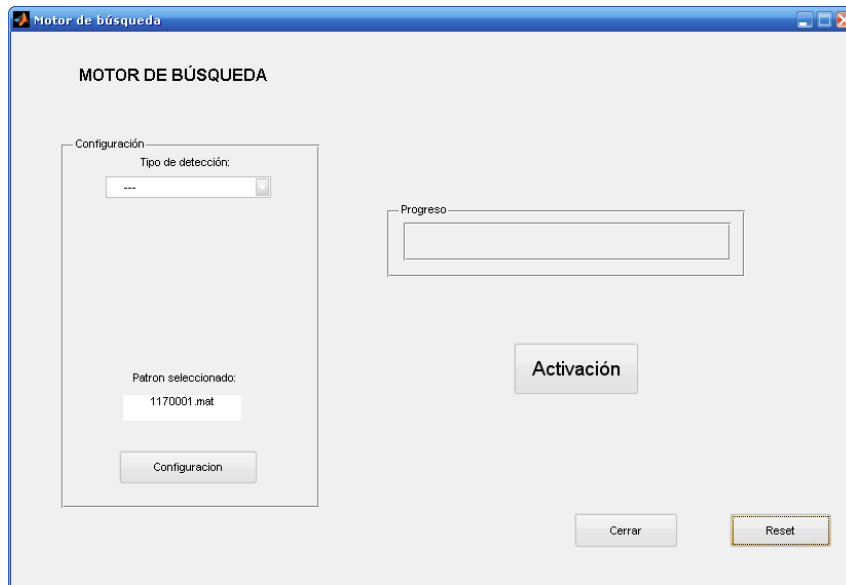 Motor de búsqueda
MOTOR DE BÚSQUEDA
Configuración
Tipo de detección:
---
Progreso
Activación
Patron seleccionado:
1170001.mat
Configuracion
Cerrar
Reset